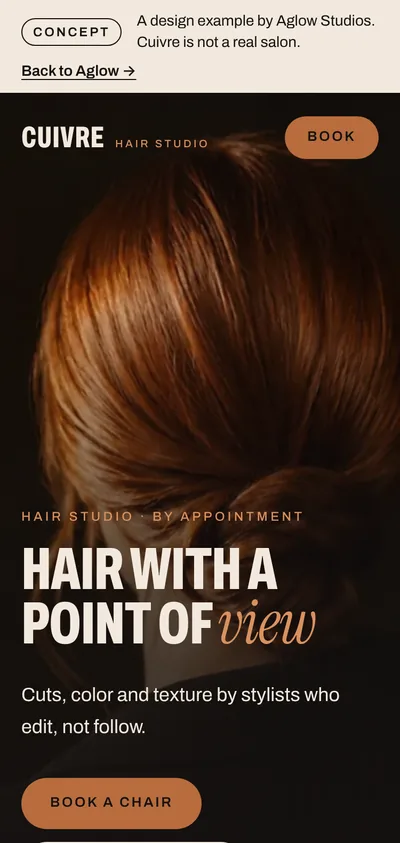 CONCEPT
A design example by Aglow Studios.
Cuivre is not a real salon.
Back to Aglow →
CUIVRE HAIR STUDIO
BOOK
HAIR STUDIO · BY APPOINTMENT
HAIR WITH A
POINT OF view
Cuts, color and texture by stylists who
edit, not follow.
BOOK A CHAIR